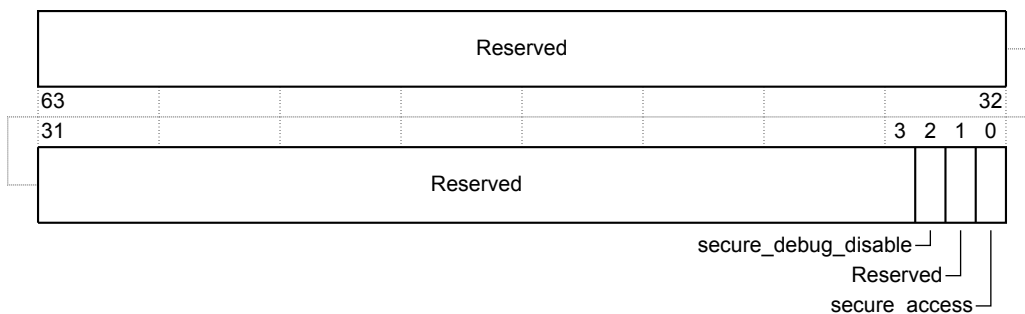 Reserved
63 32
31 3 2 1 0
Reserved
secure_debug_disable
Reserved
secure_access